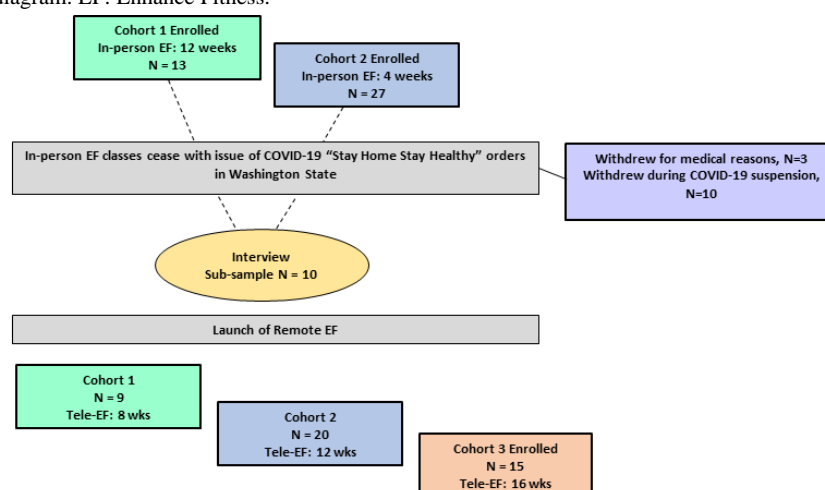 EF: Enhance Fitness.
Cohort 1 Enrolled
In-person EF: 12 weeks
N = 13
Cohort 2 Enrolled
In-person EF: 4 weeks
N = 27
In-person EF classes cease with issue of COVID-19 “Stay Home Stay Healthy” orders
in Washington State
Withdrew for medical reasons, N=3
Withdrew during COVID-19 suspension,
N=10
Interview
Sub-sample N = 10
Launch of Remote EF
Cohort 1
N = 9
Tele-EF: 8 wks
Cohort 2
N = 20
Tele-EF: 12 wks
Cohort 3 Enrolled
N = 15
Tele-EF: 16 wks